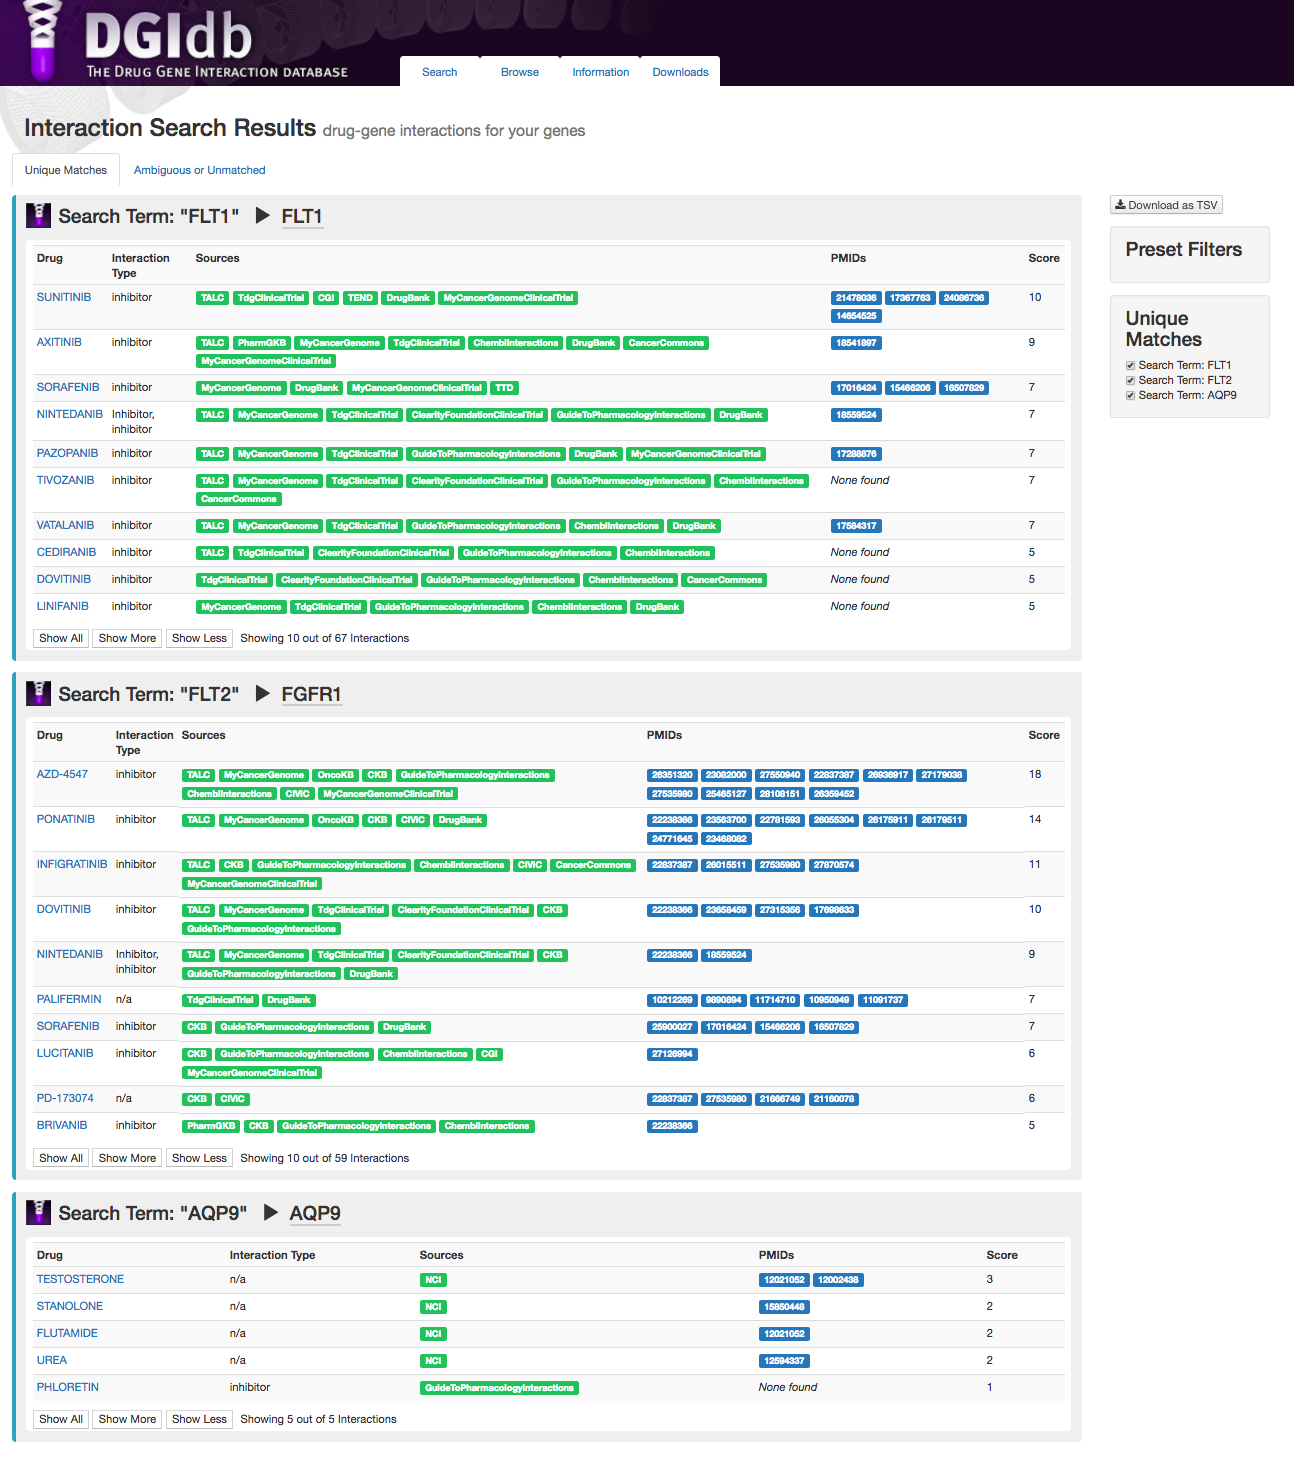 DGIdb
THE DRUG GENE INTERACTION DATABASE
Search Browse Information Downloads
Interaction Search Results drug-gene interactions for your genes
Unique Matches Ambiguous or Unmatched
Search Term: "FLT1" ▶ FLT1
Drug Interaction Type Sources PMIDs Score
SUNITINIB inhibitor TALC TdgClinicalTrial CGI TEND DrugBank MyCancerGenomeClinicalTrial 21478036 17367763 24086736 10
14654525
AXITINIB inhibitor TALC PharmGKB MyCancerGenome TdgClinicalTrial ChemblInteractions DrugBank CancerCommons 18541897 9
MyCancerGenomeClinicalTrial
SORAFENIB inhibitor MyCancerGenome DrugBank MyCancerGenomeClinicalTrial TTD 17016424 15466206 16507829 7
NINTEDANIB Inhibitor, inhibitor TALC MyCancerGenome TdgClinicalTrial ClearityFoundationClinicalTrial GuideToPharmacologyInteractions DrugBank 18559524 7
PAZOPANIB inhibitor TALC MyCancerGenome TdgClinicalTrial GuideToPharmacologyInteractions DrugBank MyCancerGenomeClinicalTrial 17288876 7
TIVOZANIB inhibitor TALC MyCancerGenome TdgClinicalTrial ClearityFoundationClinicalTrial GuideToPharmacologyInteractions ChemblInteractions None found 7
CancerCommons
VATALANIB inhibitor TALC MyCancerGenome TdgClinicalTrial GuideToPharmacologyInteractions ChemblInteractions DrugBank 17584317 7
CEDIRANIB inhibitor TALC TdgClinicalTrial ClearityFoundationClinicalTrial GuideToPharmacologyInteractions ChemblInteractions None found 5
DOVITINIB inhibitor TdgClinicalTrial ClearityFoundationClinicalTrial GuideToPharmacologyInteractions ChemblInteractions CancerCommons None found 5
LINIFANIB inhibitor MyCancerGenome TdgClinicalTrial GuideToPharmacologyInteractions ChemblInteractions DrugBank None found 5
Show All Show More Show Less Showing 10 out of 67 Interactions
Search Term: "FLT2" ▶ FGFR1
Drug Interaction Type Sources PMIDs Score
AZD-4547 inhibitor TALC MyCancerGenome OncoKB CKB GuideToPharmacologyInteractions 26351320 23082000 27550940 22837387 26936917 27179038 18
ChemblInteractions CIViC MyCancerGenomeClinicalTrial 27535980 25465127 28108151 26359452
PONATINIB inhibitor TALC MyCancerGenome OncoKB CKB CIViC DrugBank 22238366 23563700 22781593 26055304 26175911 26179511 14
24771645 23468082
INFIGRATINIB inhibitor TALC CKB GuideToPharmacologyInteractions ChemblInteractions CIViC CancerCommons 22837387 26015511 27535980 27870574 11
MyCancerGenomeClinicalTrial
DOVITINIB inhibitor TALC MyCancerGenome TdgClinicalTrial ClearityFoundationClinicalTrial CKB 22238366 23658459 27315356 17698633 10
GuideToPharmacologyInteractions
NINTEDANIB Inhibitor, inhibitor TALC MyCancerGenome TdgClinicalTrial ClearityFoundationClinicalTrial CKB 22238366 18559524 9
GuideToPharmacologyInteractions DrugBank
PALIFERMIN n/a TdgClinicalTrial DrugBank 10212269 9890894 11714710 10950949 11091737 7
SORAFENIB inhibitor CKB GuideToPharmacologyInteractions DrugBank 25900027 17016424 15466206 16507829 7
LUCITANIB inhibitor CKB GuideToPharmacologyInteractions ChemblInteractions CGI 27126994 6
MyCancerGenomeClinicalTrial
PD-173074 n/a CKB CIViC 22837387 27535980 21666749 21160078 6
BRIVANIB inhibitor PharmGKB CKB GuideToPharmacologyInteractions ChemblInteractions 22238366 5
Show All Show More Show Less Showing 10 out of 59 Interactions
Search Term: "AQP9" ▶ AQP9
Drug Interaction Type Sources PMIDs Score
TESTOSTERONE n/a NCI 12021052 12002438 3
STANOLONE n/a NCI 15850448 2
FLUTAMIDE n/a NCI 12021052 2
UREA n/a NCI 12594337 2
PHLORETIN inhibitor GuideToPharmacologyInteractions None found 1
Show All Show More Show Less Showing 5 out of 5 Interactions
Download as TSV
Preset Filters
Unique
Matches
Search Term: FLT1
Search Term: FLT2
Search Term: AQP9